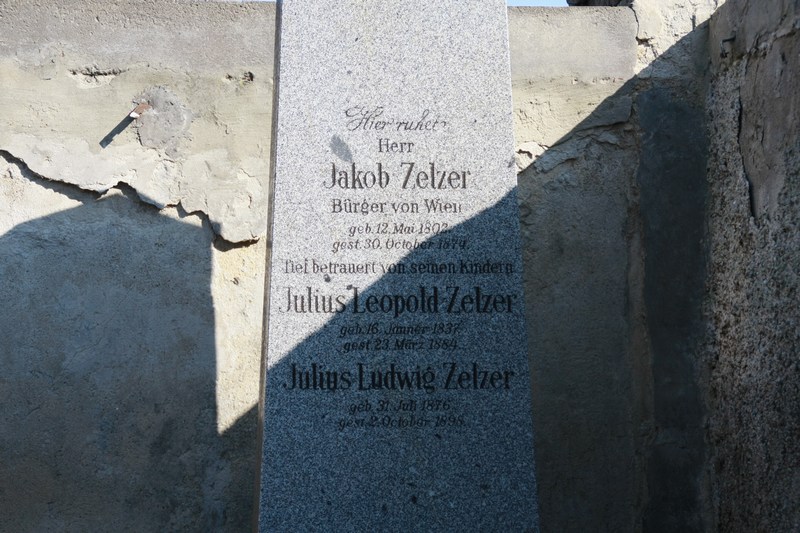 Hier ruhet
Herr
Jakob Zelzer
Bürger von Wien
geb. 12. Mai 1802.
gest. 30. October 1879.
Tief betrauert von seinen Kindern.
Julius Leopold Zelzer
geb. 16. Jänner 1837.
gest. 23. März 1884.
Julius Ludwig Zelzer
geb. 31. Juli 1876.
gest. 2. October